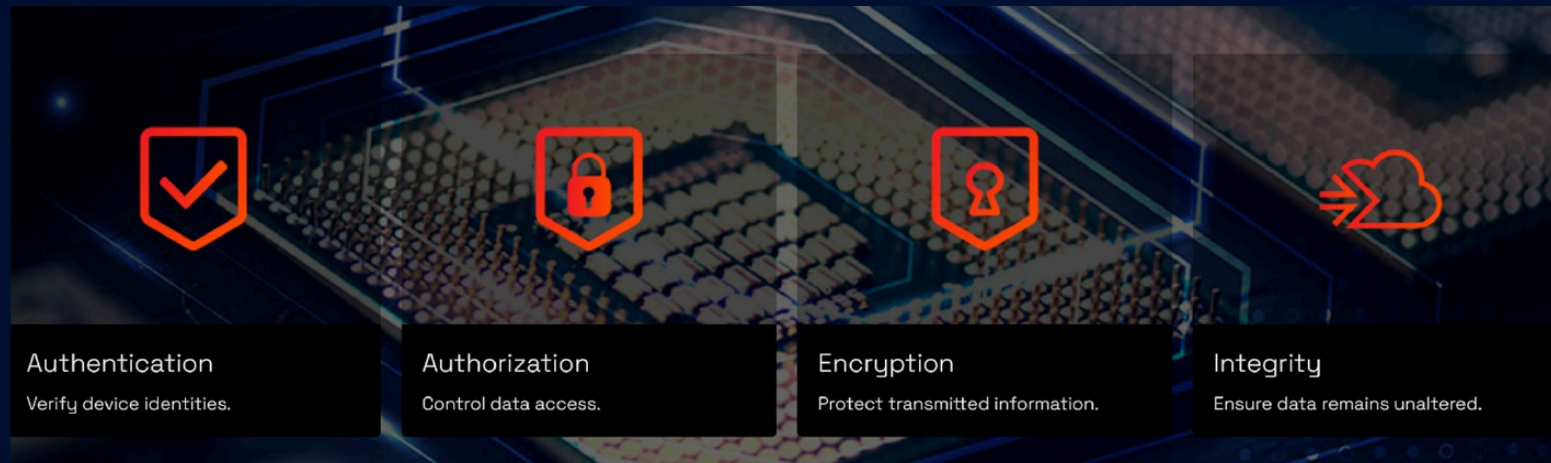 Authentication
Verify device identities.
Authorization
Control data access.
Encryption
Protect transmitted information.
Integrity
Ensure data remains unaltered.